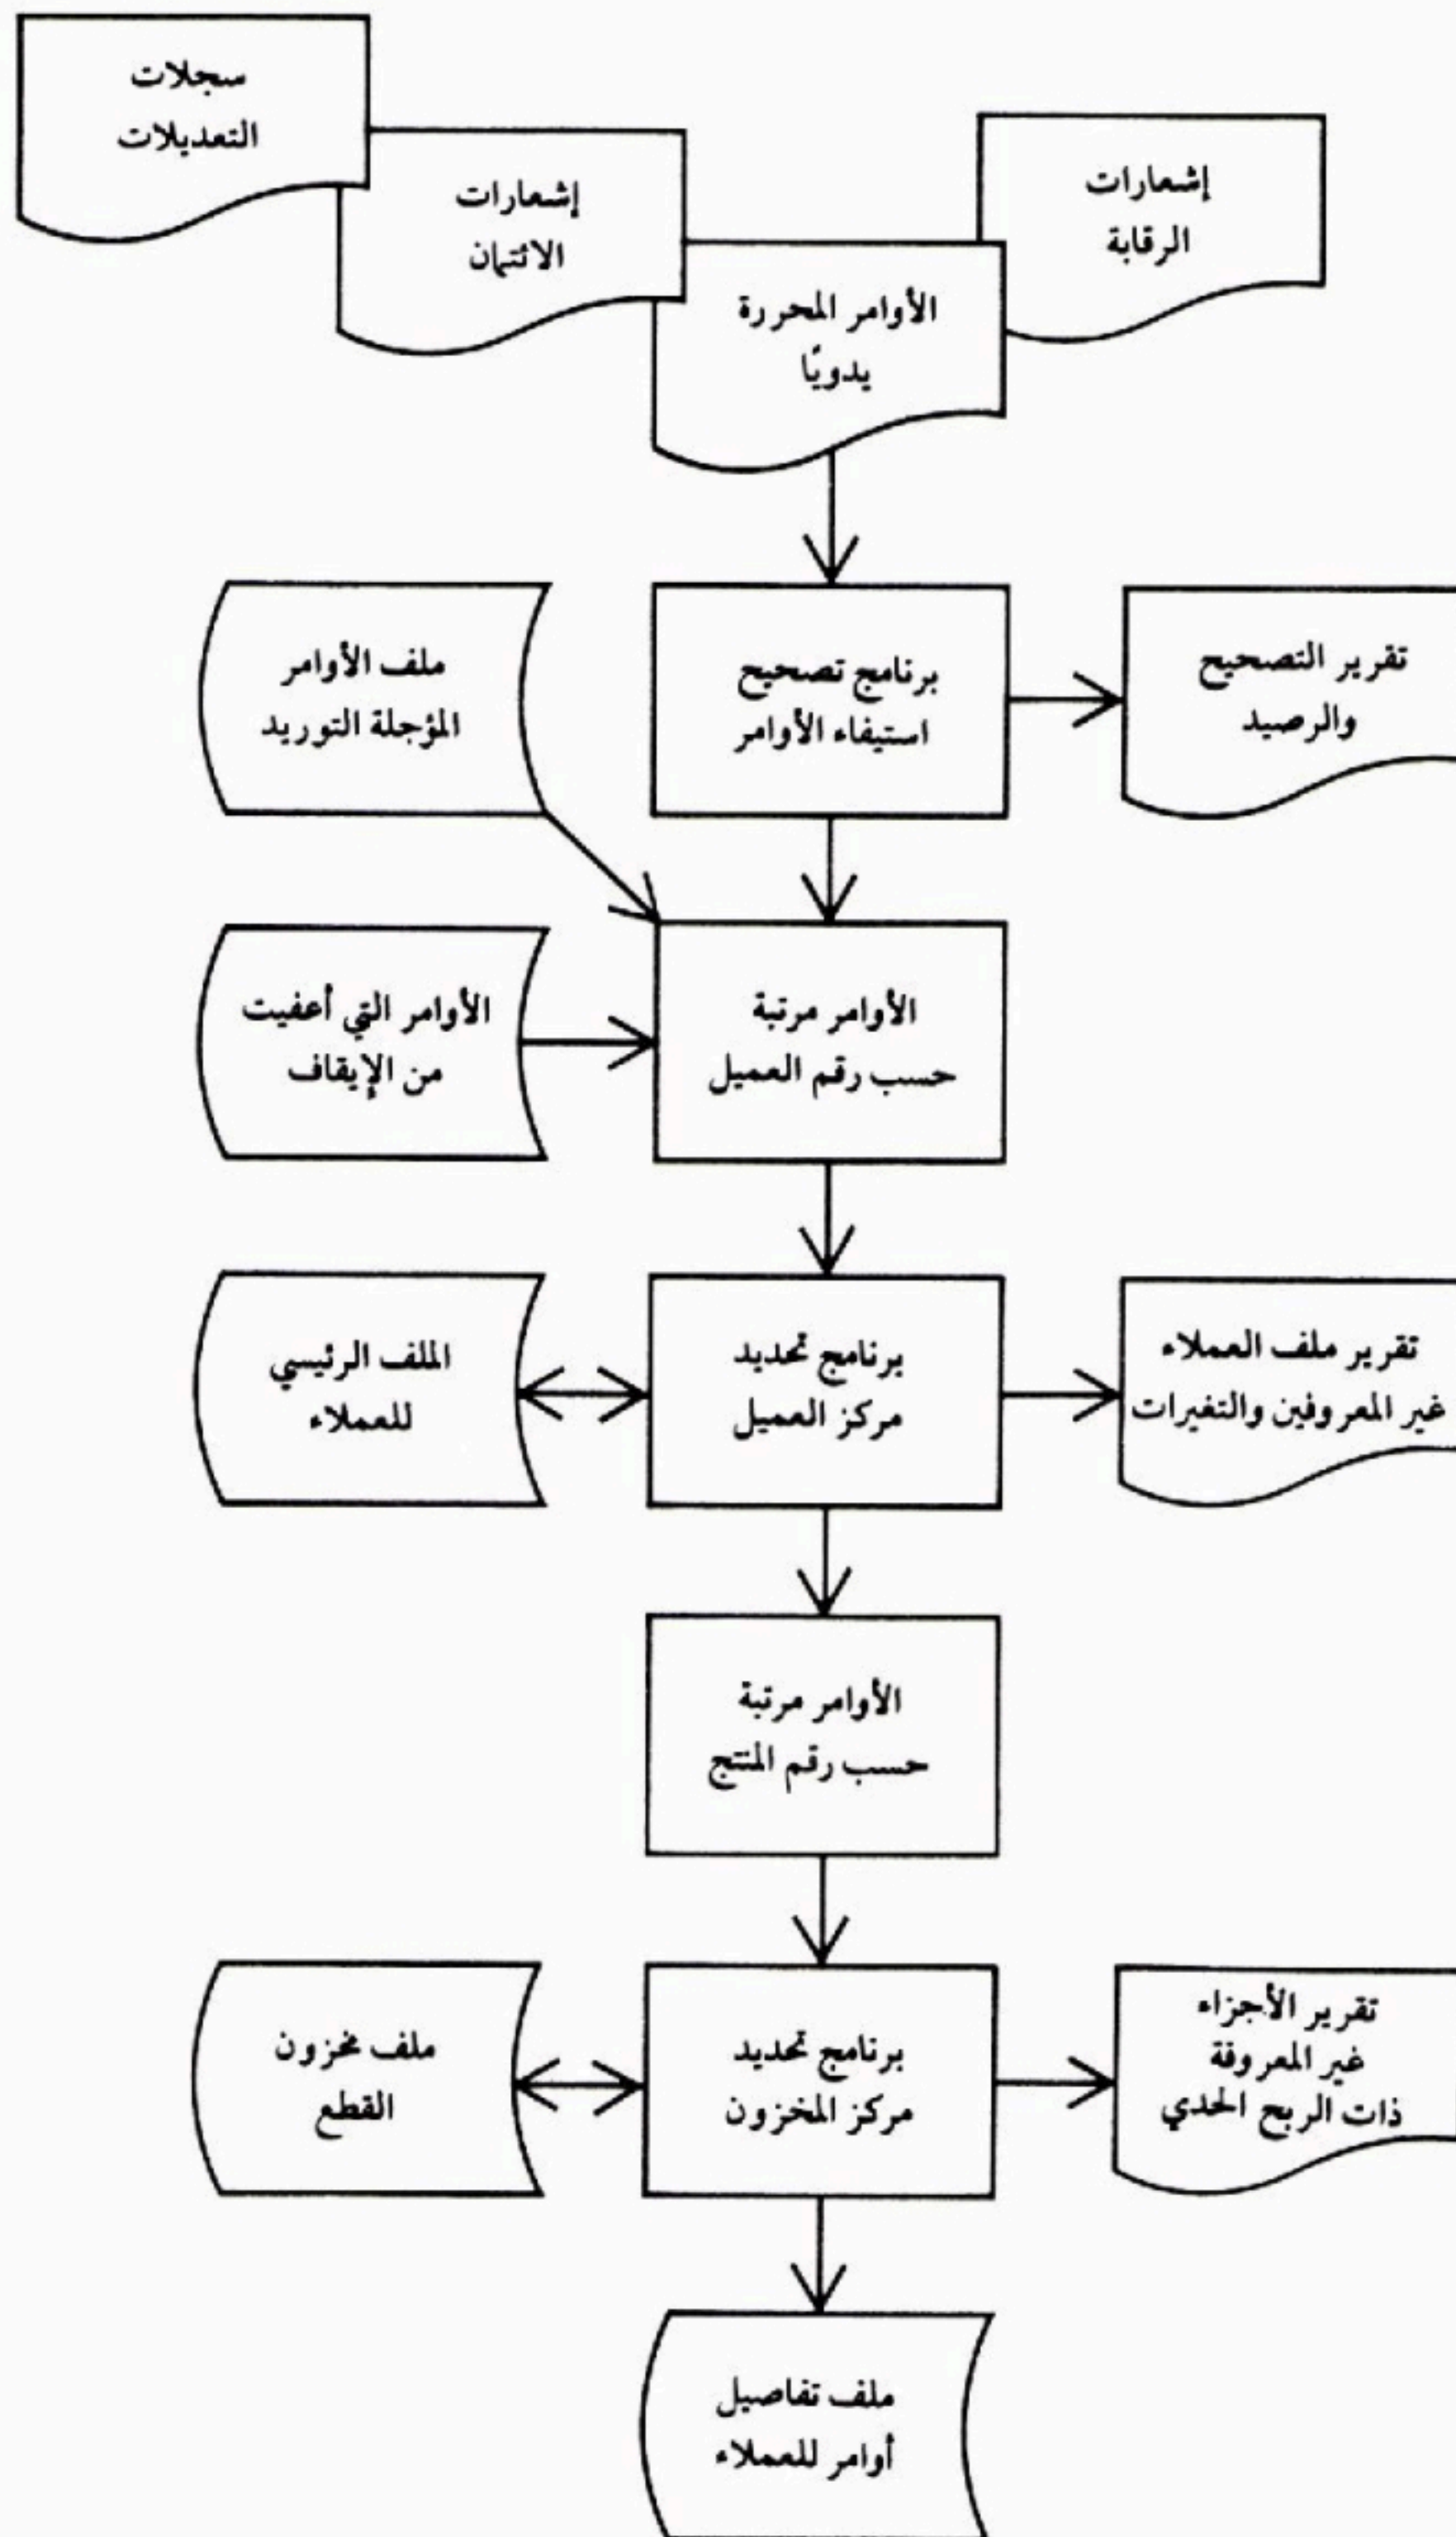 سجلات
التعديلات
إشعارات
الائتمان
الأوامر المحررة
يدويًا
إشعارات
الرقابة
ملف الأوامر
المؤجلة التوريد
برنامج تصحيح
استيفاء الأوامر
تقرير التصحيح
والرصيد
الأوامر التي أعفيت
من الإيقاف
الأوامر مرتبة
حسب رقم العميل
الملف الرئيسي
للعملاء
برنامج تحديد
مركز العميل
تقرير ملف العملاء
غير المعروفين والتغيرات
الأوامر مرتبة
حسب رقم المنتج
ملف مخزون
القطع
برنامج تحديد
مركز المخزون
تقرير الأجزاء
غير المعروفة
ذات الربح الحدي
ملف تفاصيل
أوامر للعملاء